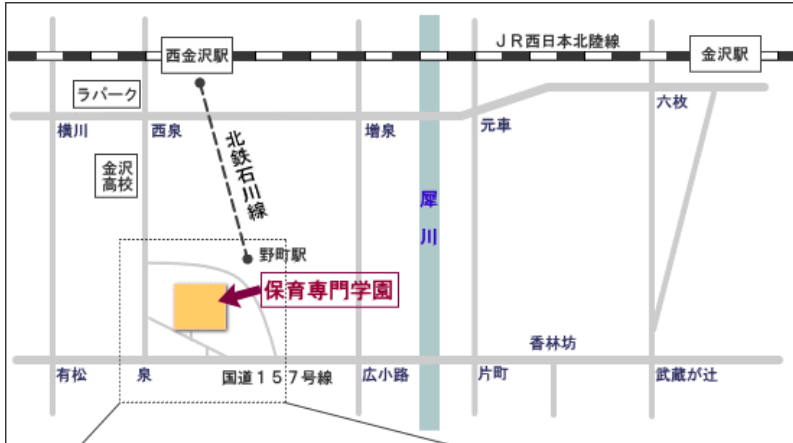 JR西日本北陸線
西金沢駅
金沢駅
ラパーク
六枚
横川
西泉
増泉
元車
北鉄石川線
金沢
高校
犀川
野町駅
保育専門学園
香林坊
有松
泉
国道157号線
広小路
片町
武蔵が辻